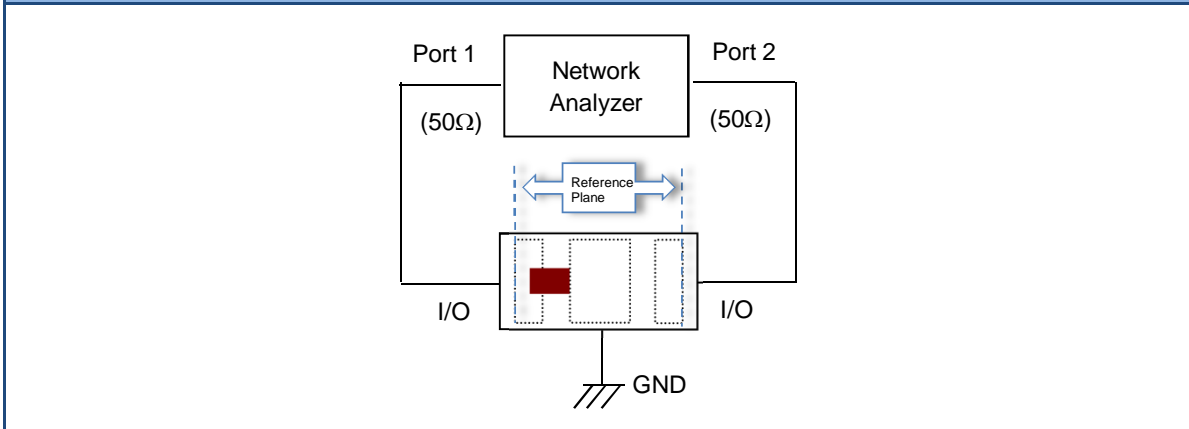 Port 1
Network
Analyzer
Port 2
(50Ω)
(50Ω)
Reference
Plane
I/O
I/O
GND